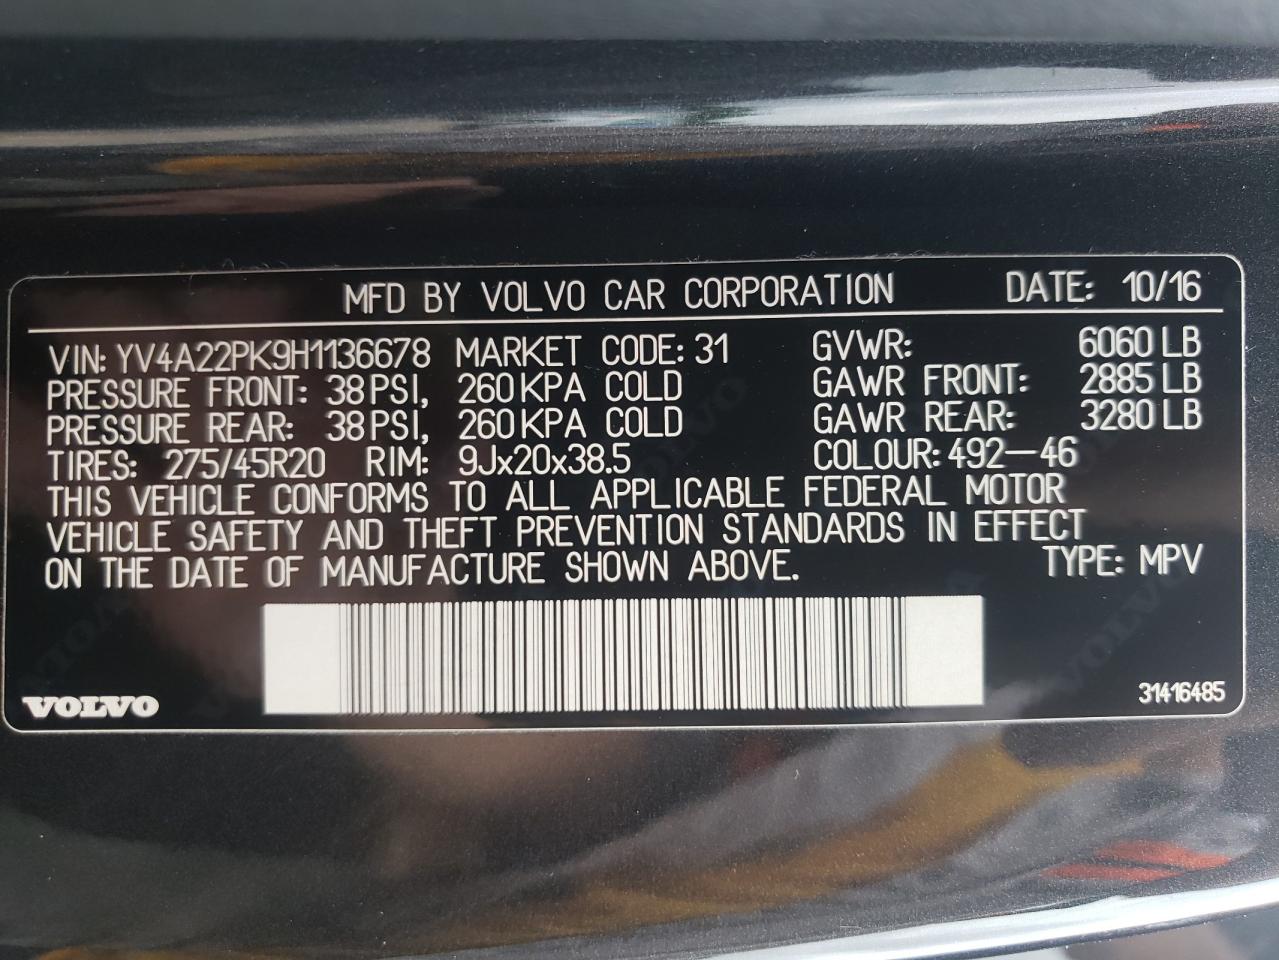 MFD BY VOLVO CAR CORPORATION DATE: 10/16
VIN: YV4A22PK9H1136678 MARKET CODE: 31 GVWR: 6060 LB
PRESSURE FRONT: 38 PSI, 260 KPA COLD GAWR FRONT: 2885 LB
PRESSURE REAR: 38 PSI, 260 KPA COLD GAWR REAR: 3280 LB
TIRES: 275/45R20 RIM: 9Jx20x38.5 COLOUR: 492-46
THIS VEHICLE CONFORMS TO ALL APPLICABLE FEDERAL MOTOR
VEHICLE SAFETY AND THEFT PREVENTION STANDARDS IN EFFECT
ON THE DATE OF MANUFACTURE SHOWN ABOVE. TYPE: MPV
VOLVO 31416485